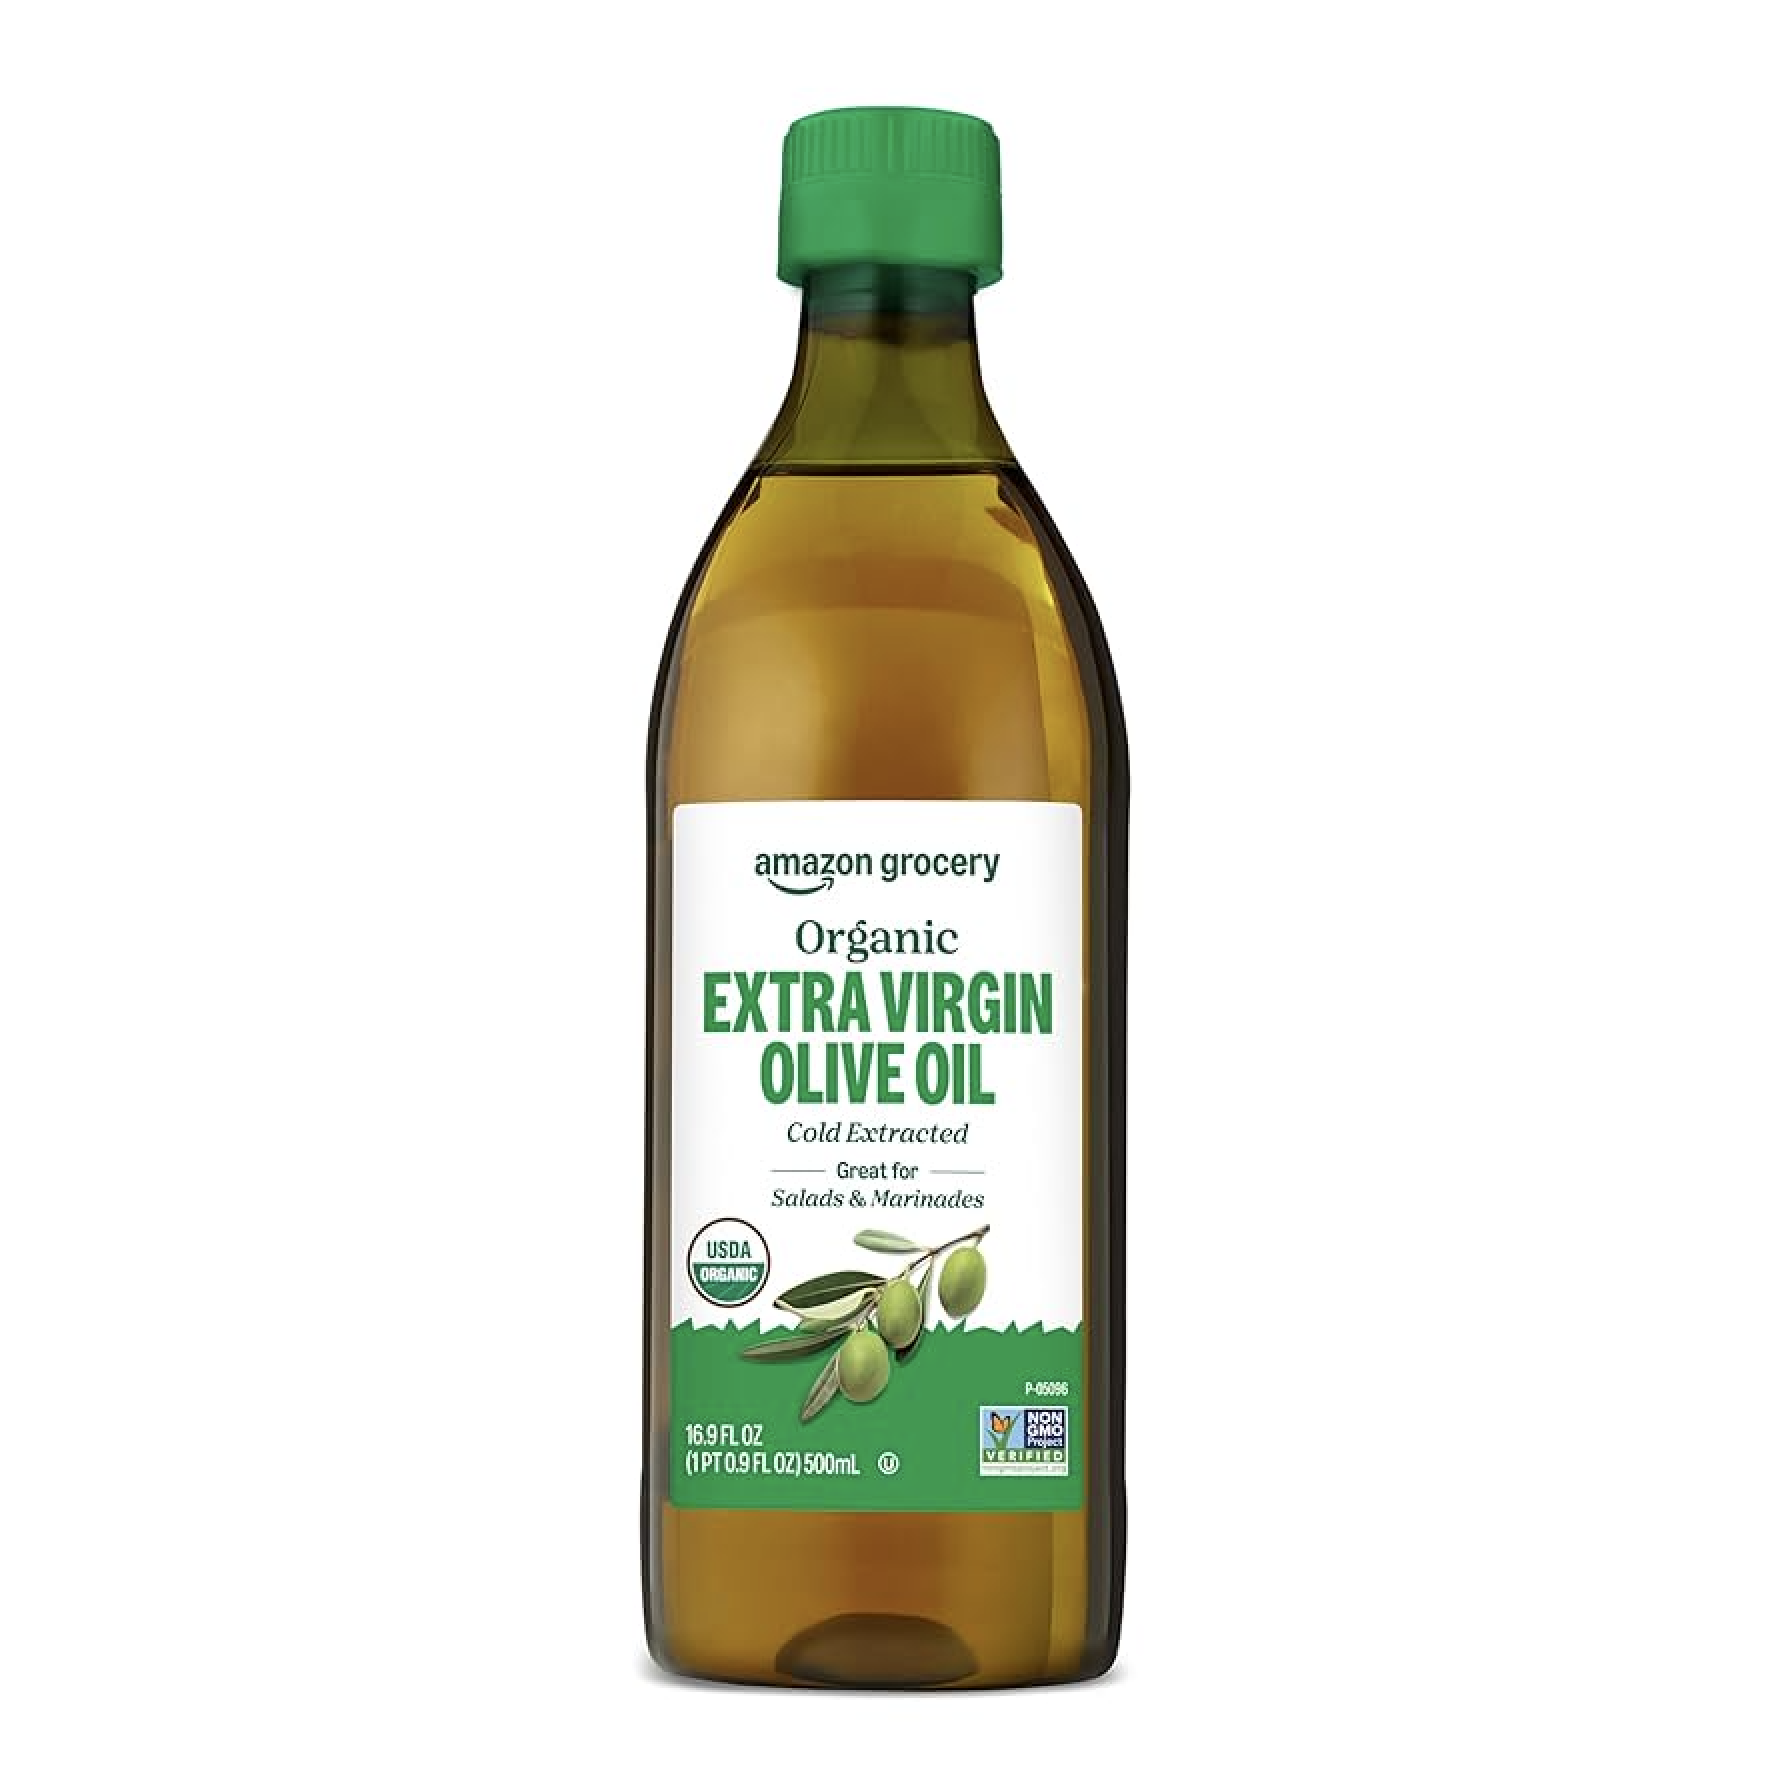 amazon grocery
Organic
EXTRA VIRGIN
OLIVE OIL
Cold Extracted
Great for
Salads & Marinades
USDA
ORGANIC
P-05096
NON
GMO
Project
VERIFIED
16.9 FL OZ
(1 PT 0.9 FL OZ) 500mL
U